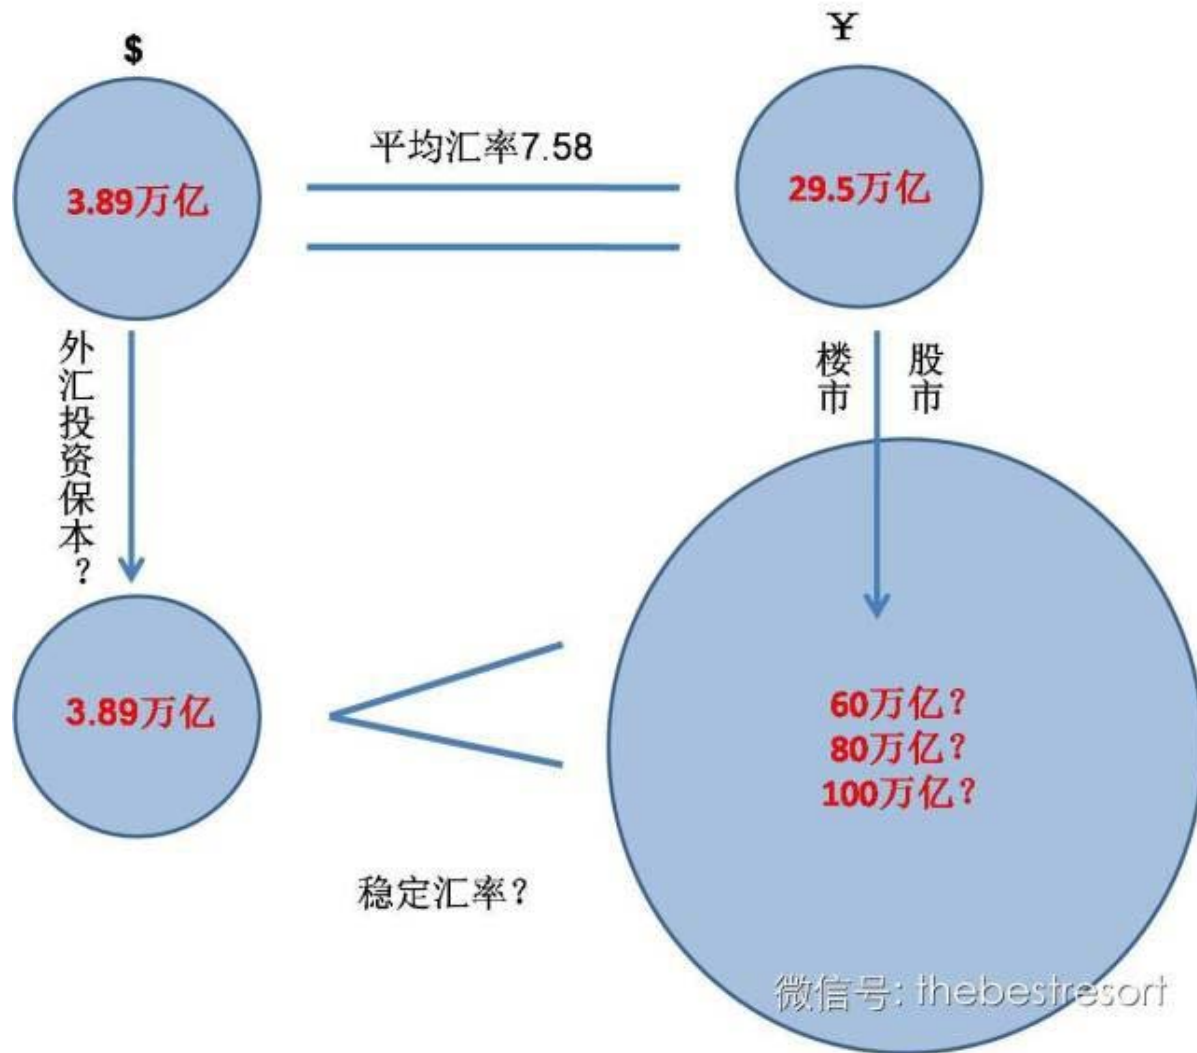 $
¥
平均汇率7.58
3.89万亿
29.5万亿
外汇投资保本？
楼市
股市
3.89万亿
60万亿？
80万亿？
100万亿？
稳定汇率？
微信号: thebestresort